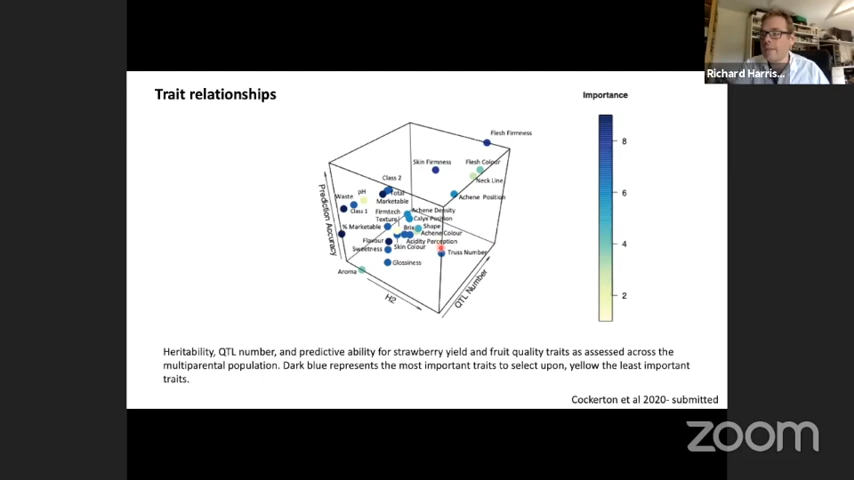 Richard Harris...
Trait relationships
Importance
Flesh Firmness
Skin Firmness
Flesh Colour
Neck Line
Class 2
Total
Marketable
pH
Waste
Class 1
Achene Position
Achene Density
Firmtech
Calyx Position
Texture
Shape
% Marketable
Brix
Achene Colour
Flavour
Acidity Perception
Sweetness
Skin Colour
Truss Number
Glossiness
Aroma
Prediction Accuracy
H2
QTL Number
8
6
4
2
Heritability, QTL number, and predictive ability for strawberry yield and fruit quality traits as assessed across the
multiparental population. Dark blue represents the most important traits to select upon, yellow the least important
traits.
Cockerton et al 2020- submitted
zoom